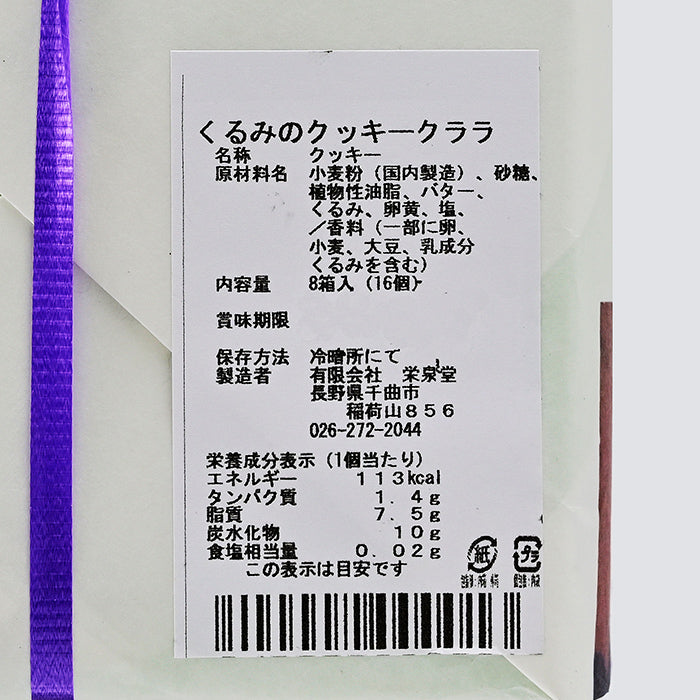 くるみのクッキークララ
名称 クッキー
原材料名 小麦粉（国内製造）、砂糖、
植物性油脂、バター、
くるみ、卵黄、塩、
／香料（一部に卵、
小麦、大豆、乳成分
くるみを含む）
内容量 8箱入（16個）
賞味期限
保存方法 冷暗所にて
製造者 有限会社 栄泉堂
長野県千曲市
稲荷山８５６
026-272-2044
栄養成分表示（1個当たり）
エネルギー １１３kcal
タンパク質 １．４ｇ
脂質 ７．５ｇ
炭水化物 １０ｇ
食塩相当量 ０．０２ｇ
この表示は目安です
紙 プラ